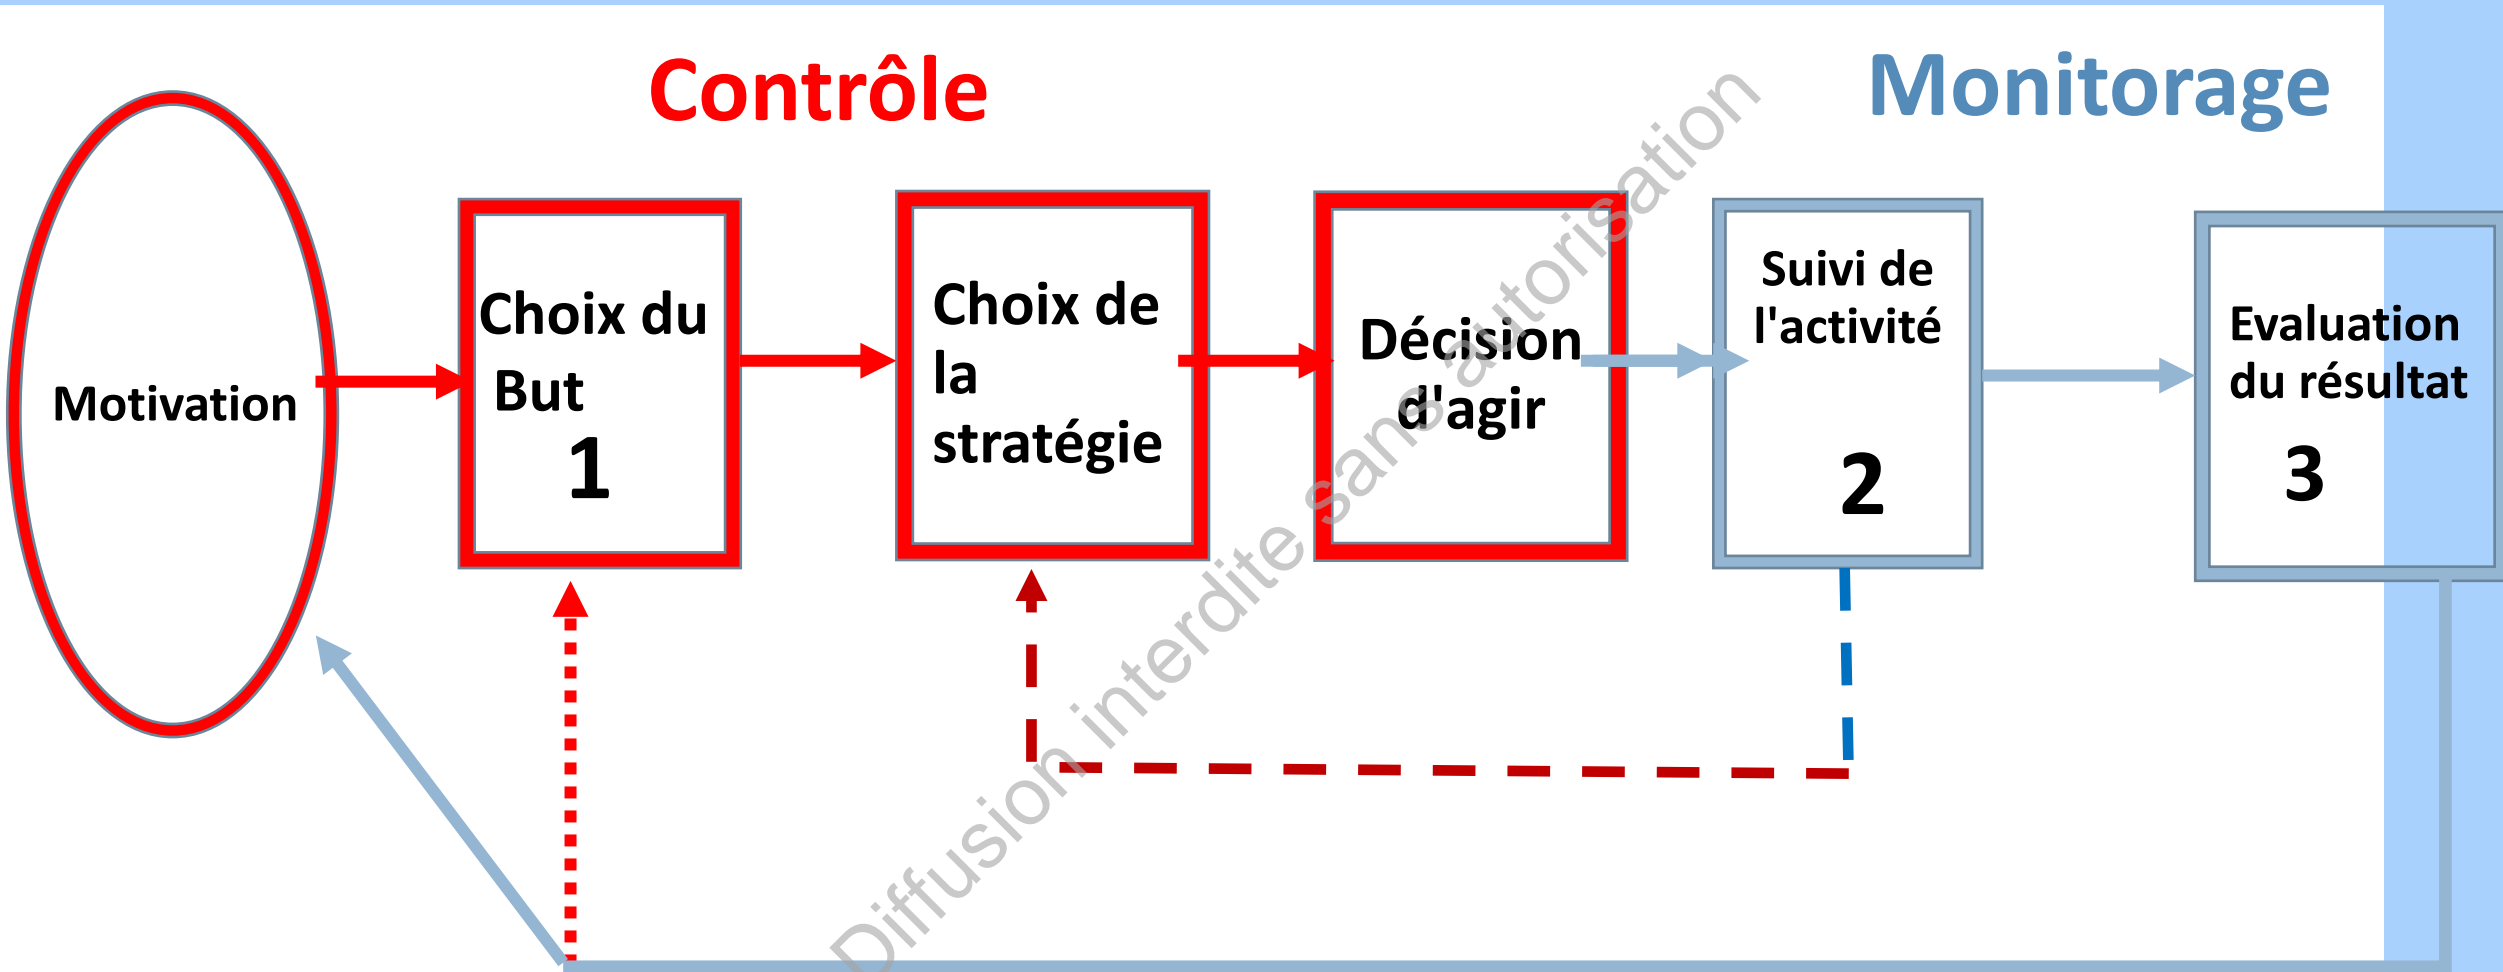 Contrôle
Monitorage
Motivation
Choix du
But
1
Choix de
la
stratégie
Décision
d'agir
Suivi de
l'activité
2
Evaluation
du résultat
3
Diffusion interdite sans autorisation